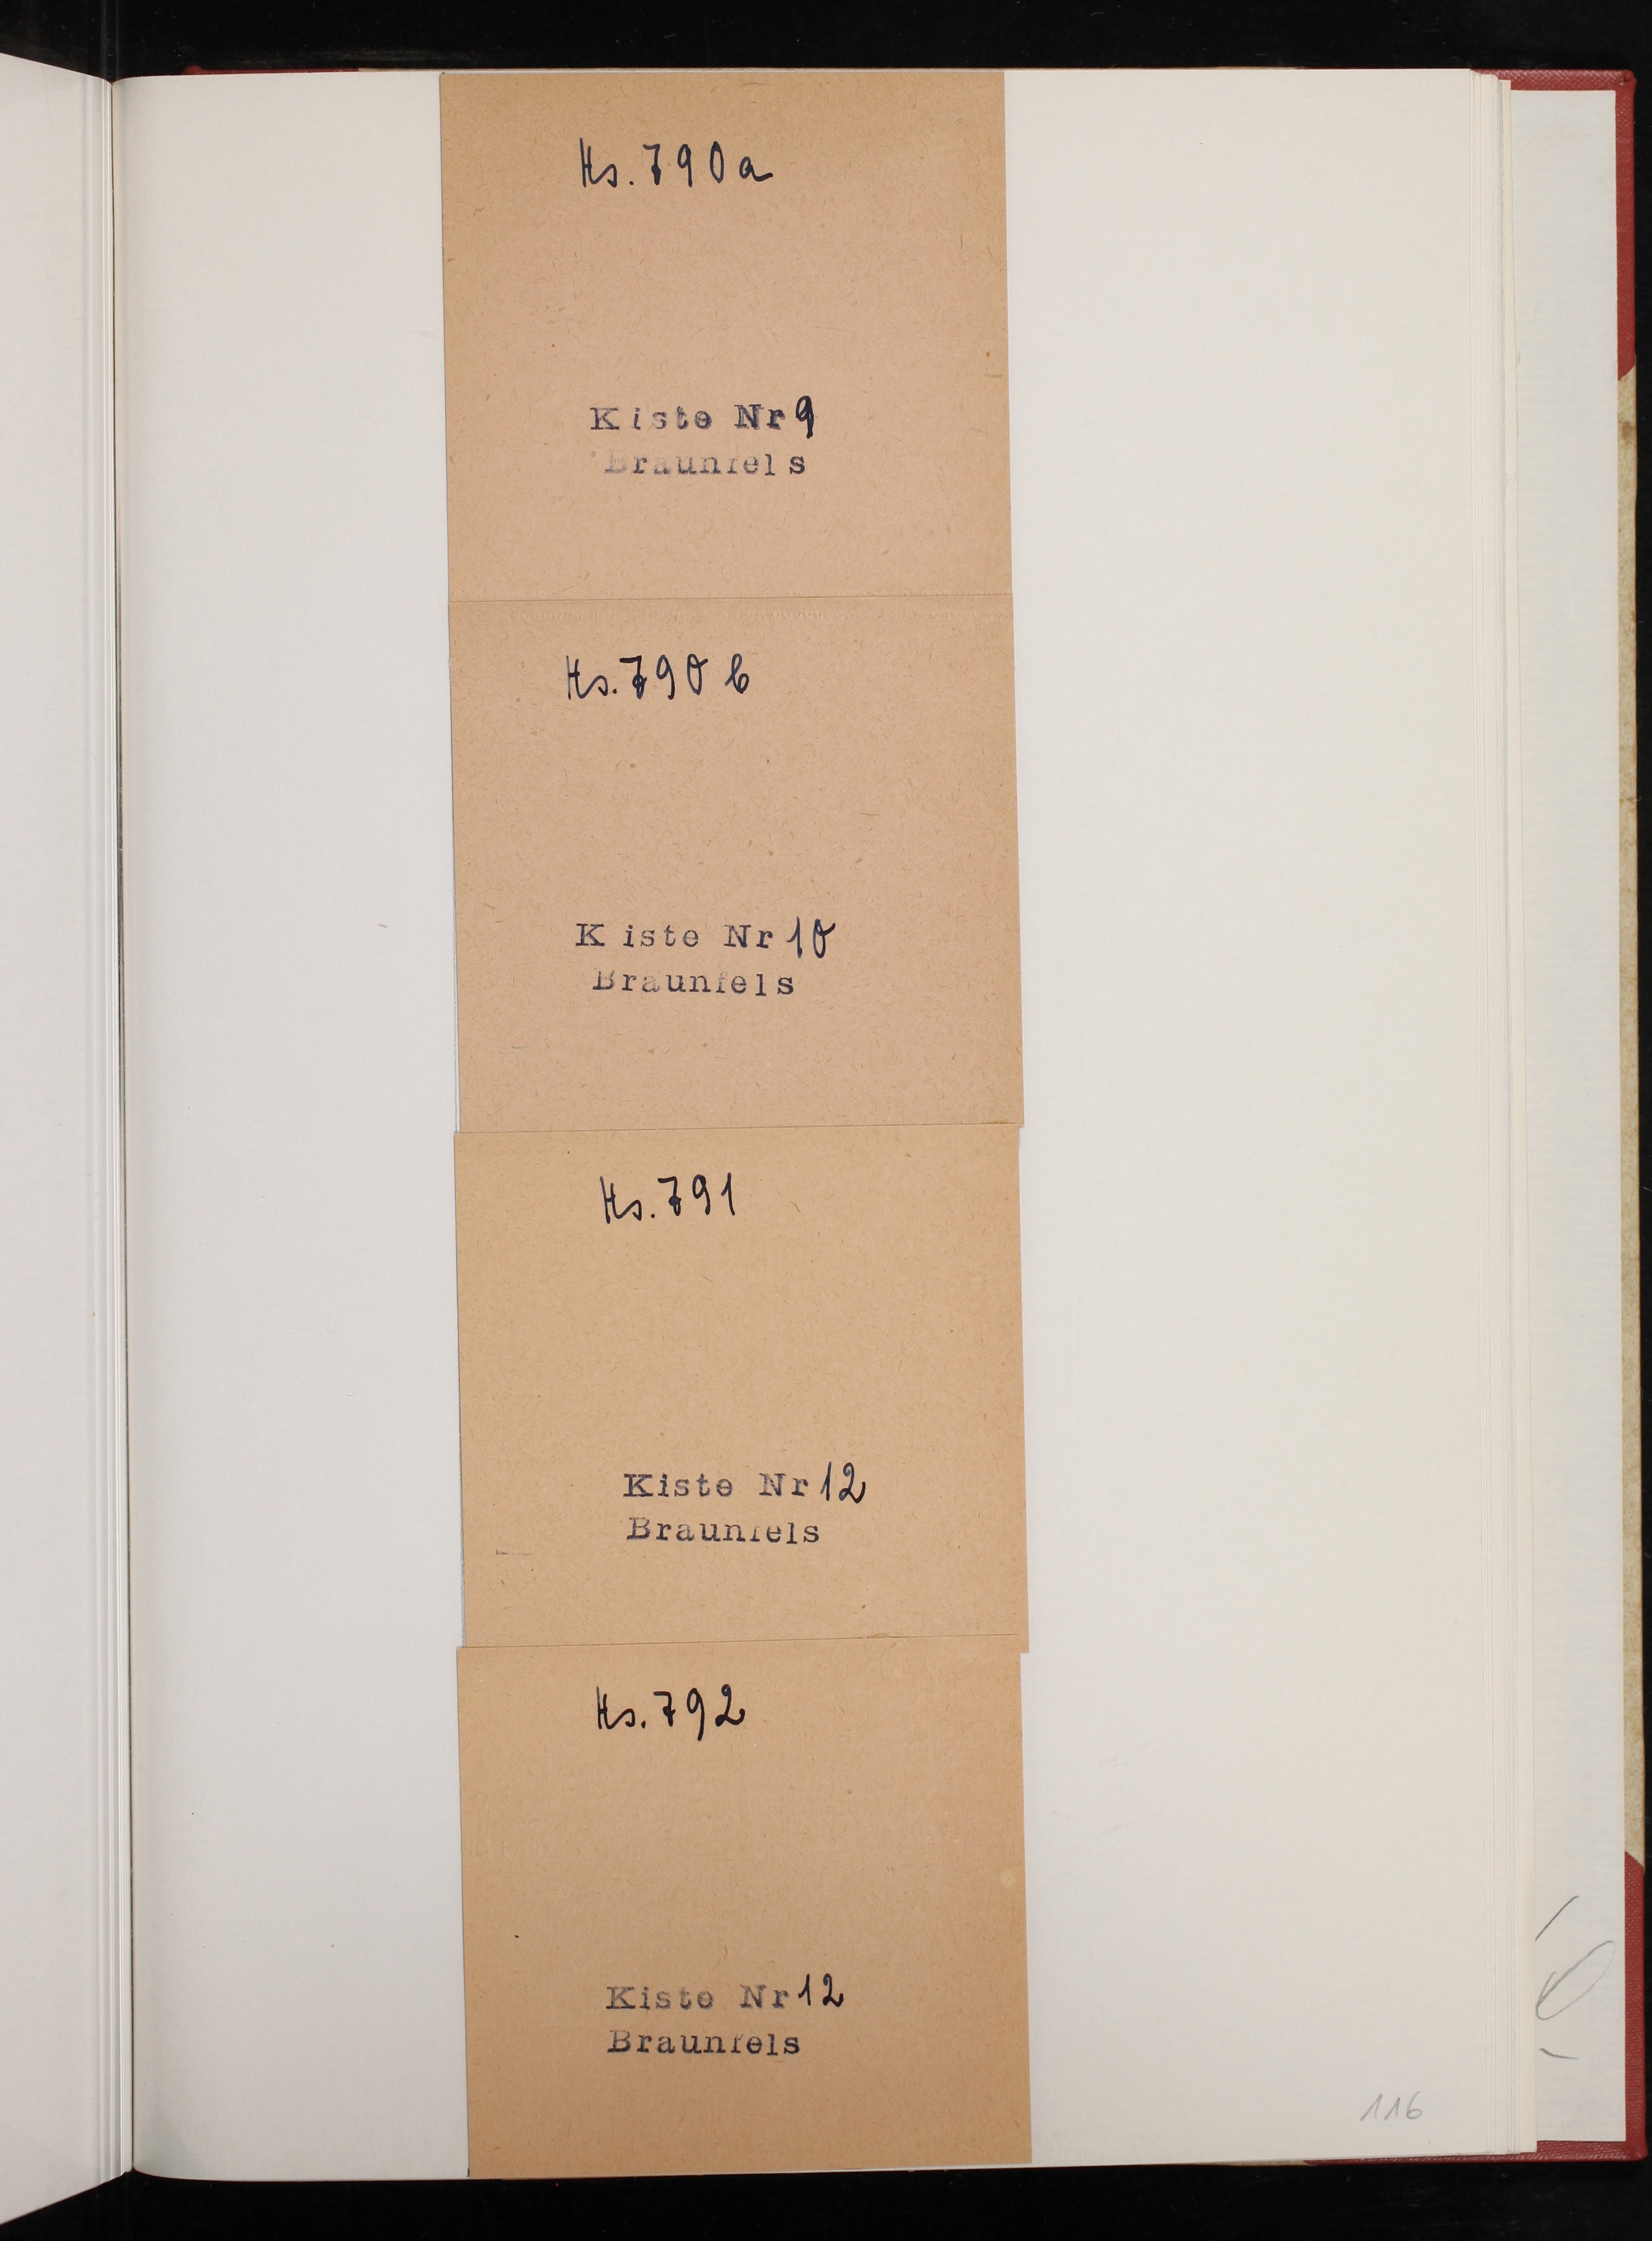 Hs. 790a
Kiste Nr 9
Braunfels
Hs. 790 b
Kiste Nr 10
Braunfels
Hs. 791
Kiste Nr 12
Braunfels
Hs. 792
Kiste Nr 12
Braunfels
116